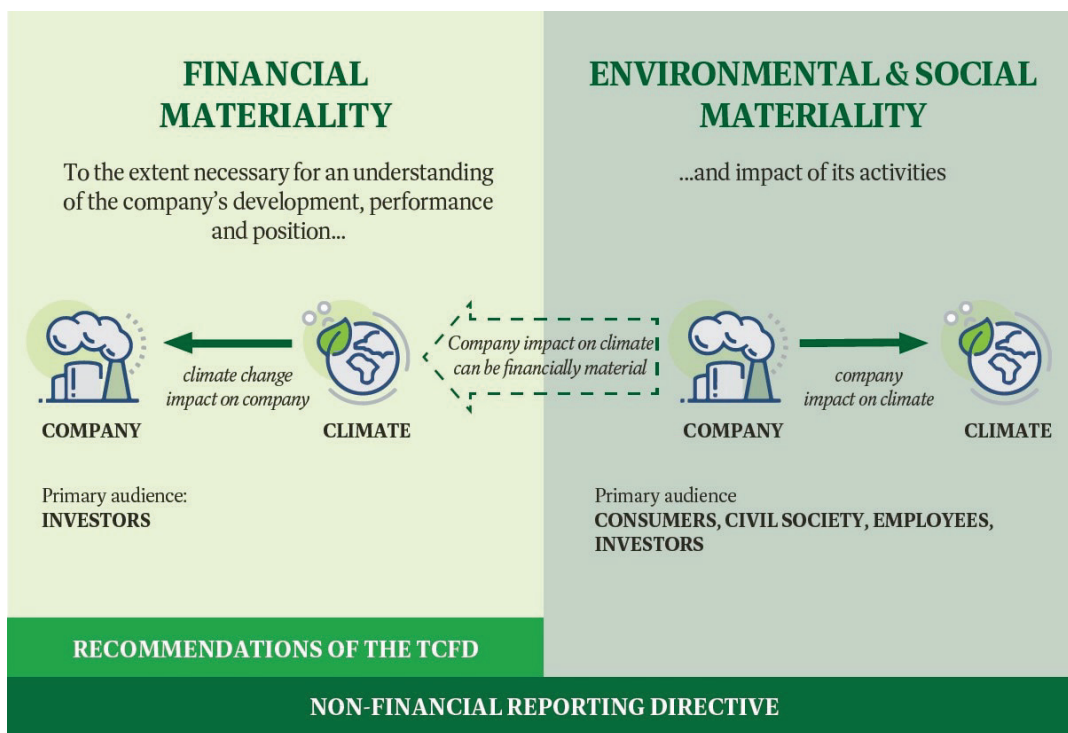 FINANCIAL
MATERIALITY
To the extent necessary for an understanding
of the company’s development, performance
and position...
climate change
impact on company
COMPANY
CLIMATE
Primary audience:
INVESTORS
Company impact on climate
can be financially material
ENVIRONMENTAL & SOCIAL
MATERIALITY
...and impact of its activities
company
impact on climate
COMPANY
CLIMATE
Primary audience
CONSUMERS, CIVIL SOCIETY, EMPLOYEES,
INVESTORS
RECOMMENDATIONS OF THE TCFD
NON-FINANCIAL REPORTING DIRECTIVE